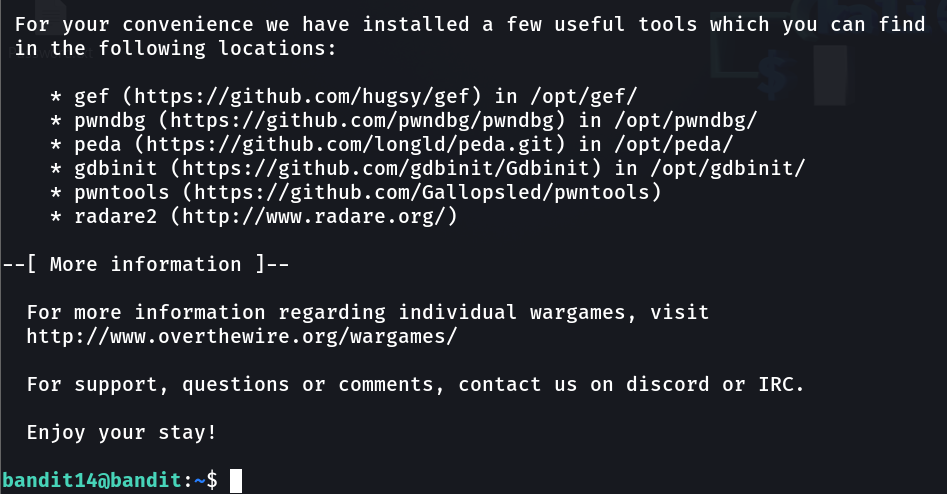 For your convenience we have installed a few useful tools which you can find
in the following locations:
* gef (https://github.com/hugsy/gef) in /opt/gef/
* pwndbg (https://github.com/pwndbg/pwndbg) in /opt/pwndbg/
* peda (https://github.com/longld/peda.git) in /opt/peda/
* gdbinit (https://github.com/gdbinit/Gdbinit) in /opt/gdbinit/
* pwntools (https://github.com/Gallopsled/pwntools)
* radare2 (http://www.radare.org/)
--[ More information ]--
For more information regarding individual wargames, visit
http://www.overthewire.org/wargames/
For support, questions or comments, contact us on discord or IRC.
Enjoy your stay!
bandit14@bandit:~$